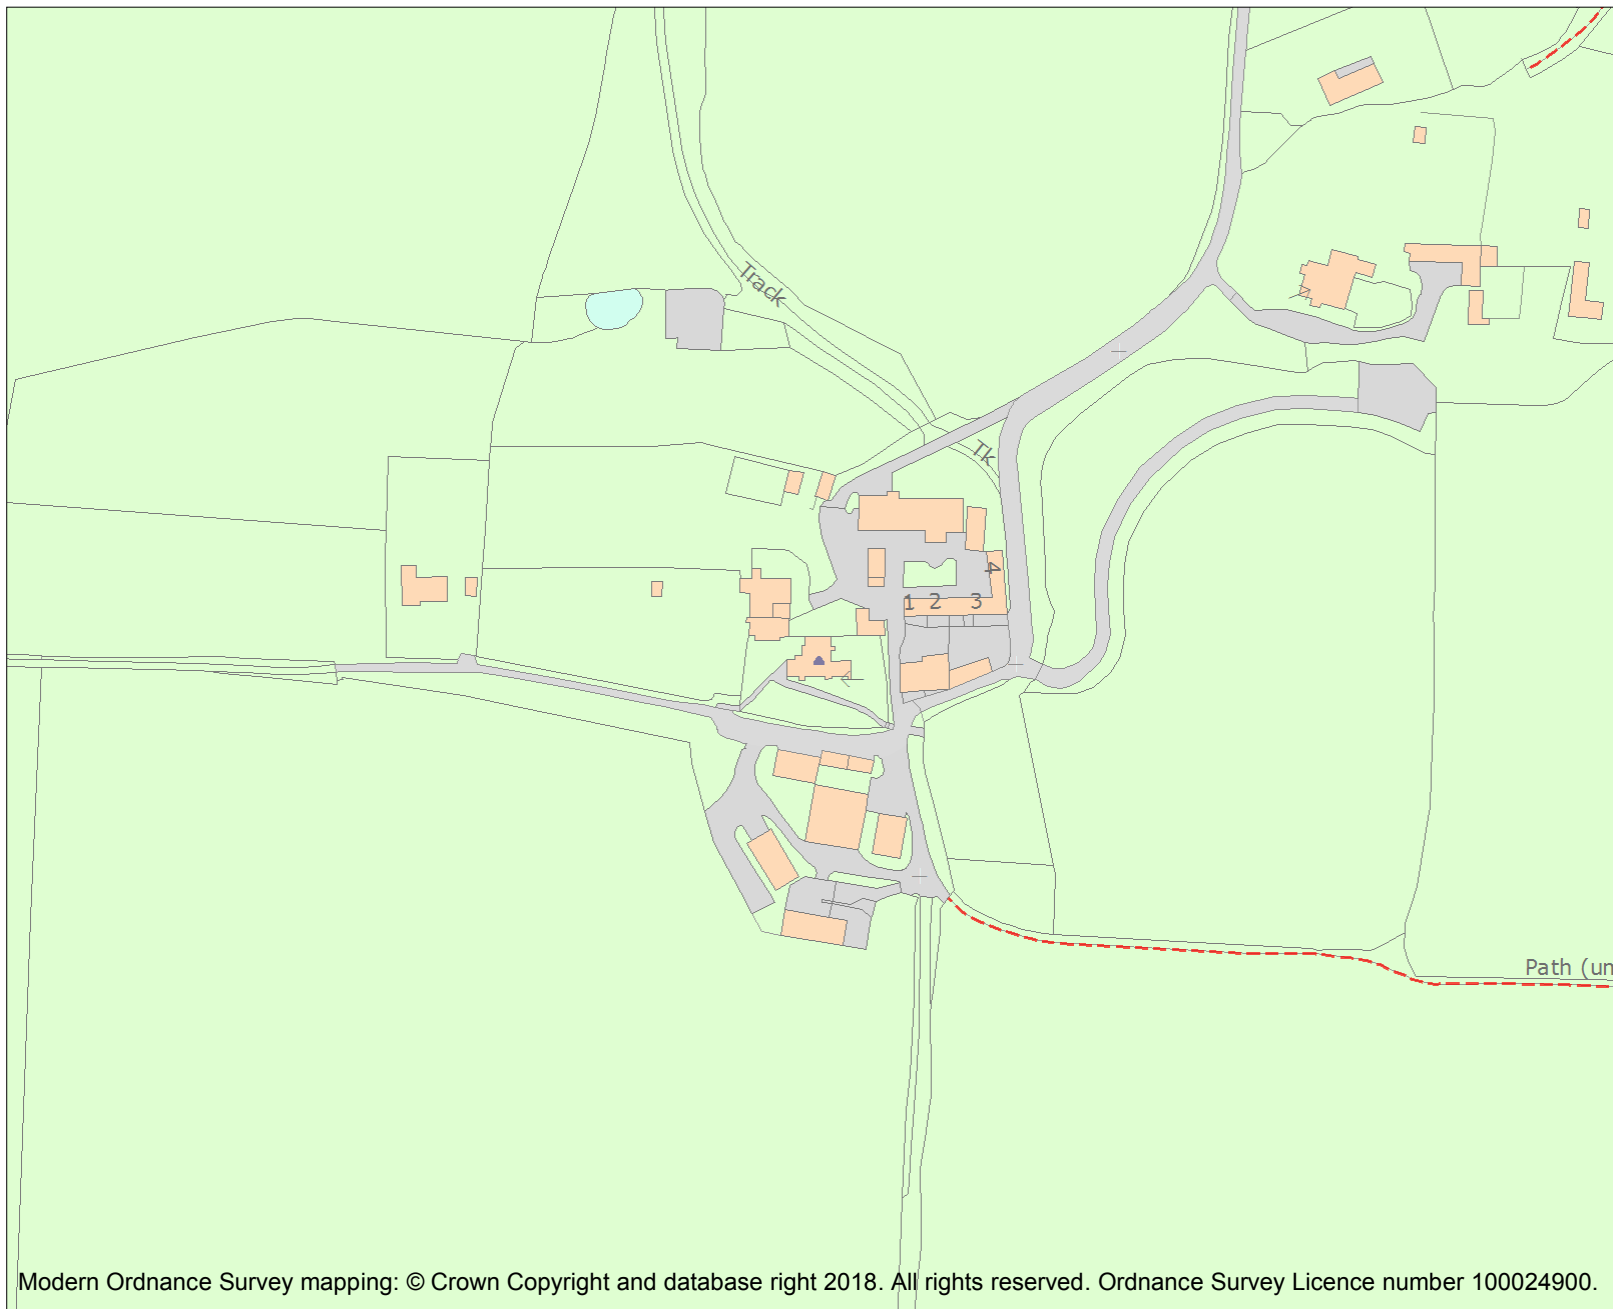 Track
Tk
4
1 2 3
Path (un
Modern Ordnance Survey mapping: © Crown Copyright and database right 2018. All rights reserved. Ordnance Survey Licence number 100024900.